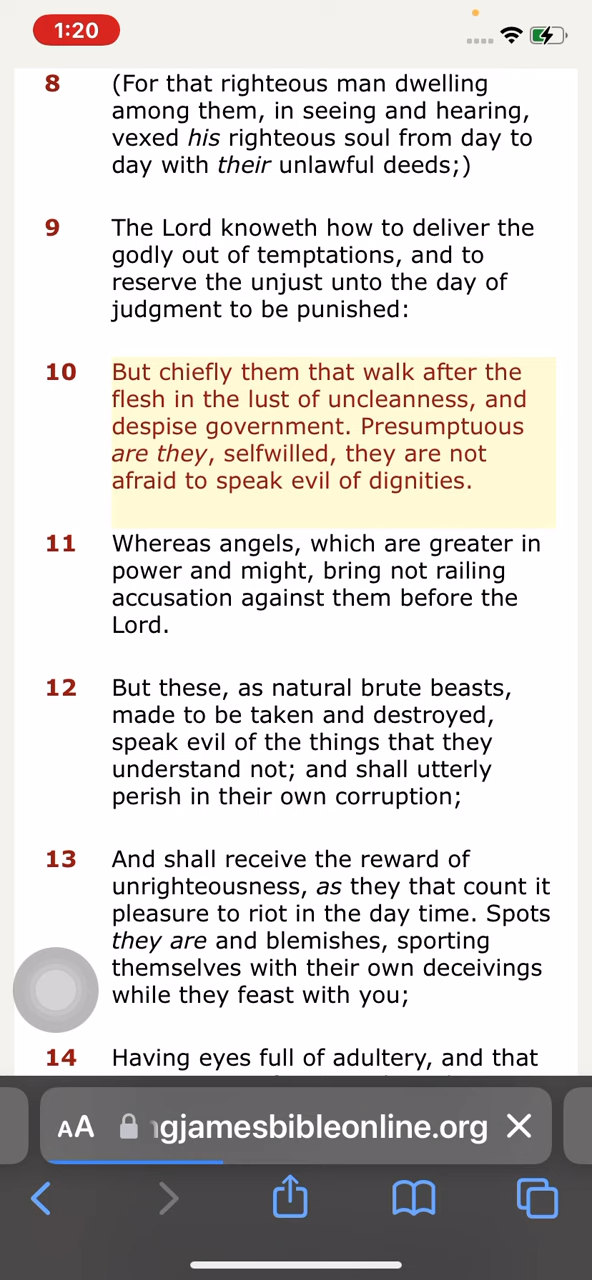 1:20
8 (For that righteous man dwelling
among them, in seeing and hearing,
vexed his righteous soul from day to
day with their unlawful deeds;)
9 The Lord knoweth how to deliver the
godly out of temptations, and to
reserve the unjust unto the day of
judgment to be punished:
10 But chiefly them that walk after the
flesh in the lust of uncleanness, and
despise government. Presumptuous
are they, selfwilled, they are not
afraid to speak evil of dignities.
11 Whereas angels, which are greater in
power and might, bring not railing
accusation against them before the
Lord.
12 But these, as natural brute beasts,
made to be taken and destroyed,
speak evil of the things that they
understand not; and shall utterly
perish in their own corruption;
13 And shall receive the reward of
unrighteousness, as they that count it
pleasure to riot in the day time. Spots
they are and blemishes, sporting
themselves with their own deceivings
while they feast with you;
14 Having eyes full of adultery, and that
AA gjamesbibleonline.org